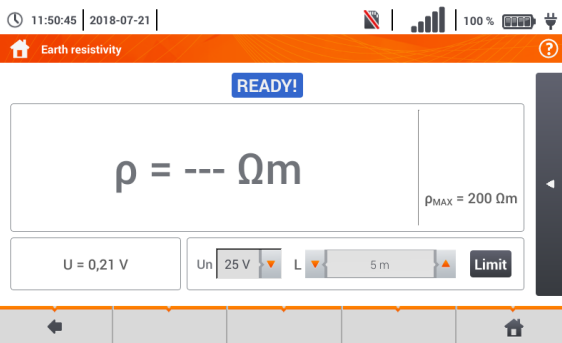 11:50:45 2018-07-21 100 %
Earth resistivity ?
READY!
ρ = --- Ωm
ρMAX = 200 Ωm
U = 0,21 V Un 25 V L 5 m Limit